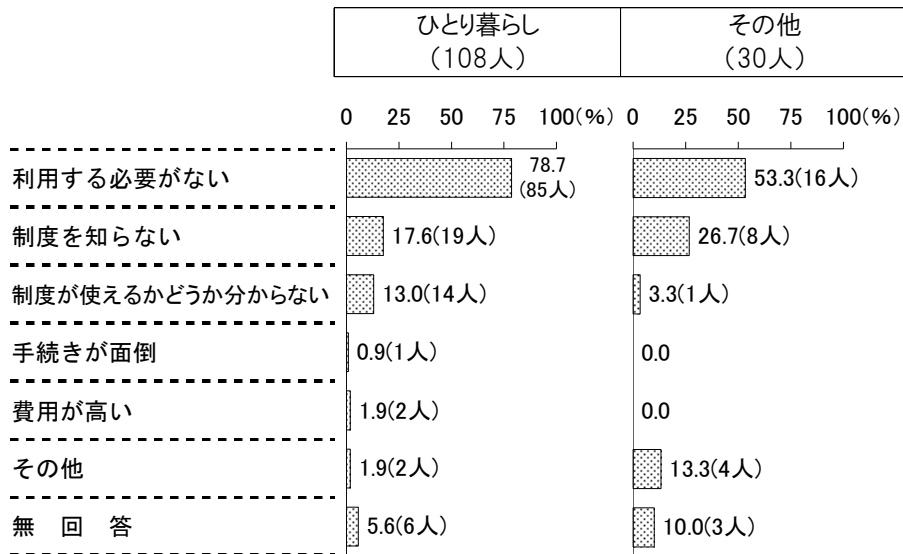 ひとり暮らし その他
（108人） （30人）
0 25 50 75 100(%) 0 25 50 75 100(%)
利用する必要がない 78.7 53.3(16人)
(85人)
制度を知らない 17.6(19人) 26.7(8人)
制度が使えるかどうか分からない 13.0(14人) 3.3(1人)
手続きが面倒 0.9(1人) 0.0
費用が高い 1.9(2人) 0.0
その他 1.9(2人) 13.3(4人)
無 回 答 5.6(6人) 10.0(3人)